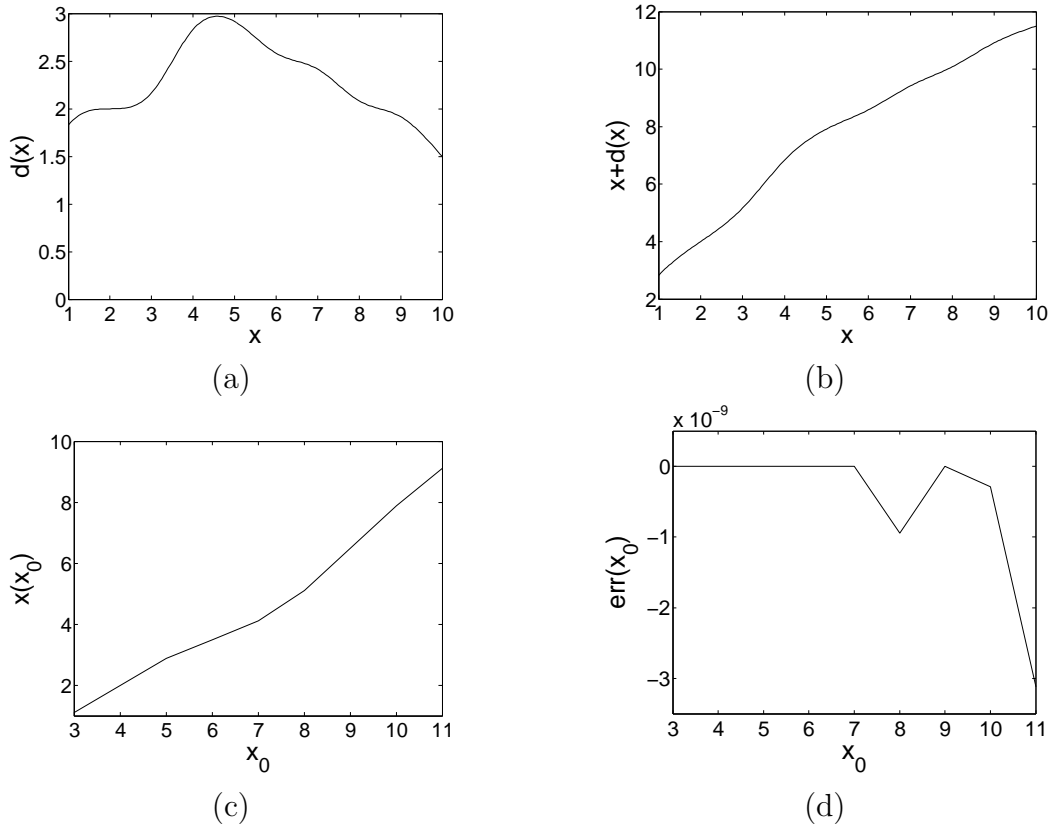 3
2.5
2
1.5
1
0.5
0
d(x)
1 2 3 4 5 6 7 8 9 10
x
(a)
12
10
8
6
4
2
x+d(x)
1 2 3 4 5 6 7 8 9 10
x
(b)
10
8
6
4
2
x(x₀)
3 4 5 6 7 8 9 10 11
x₀
(c)
x 10⁻⁹
0
−1
−2
−3
err(x₀)
3 4 5 6 7 8 9 10 11
x₀
(d)